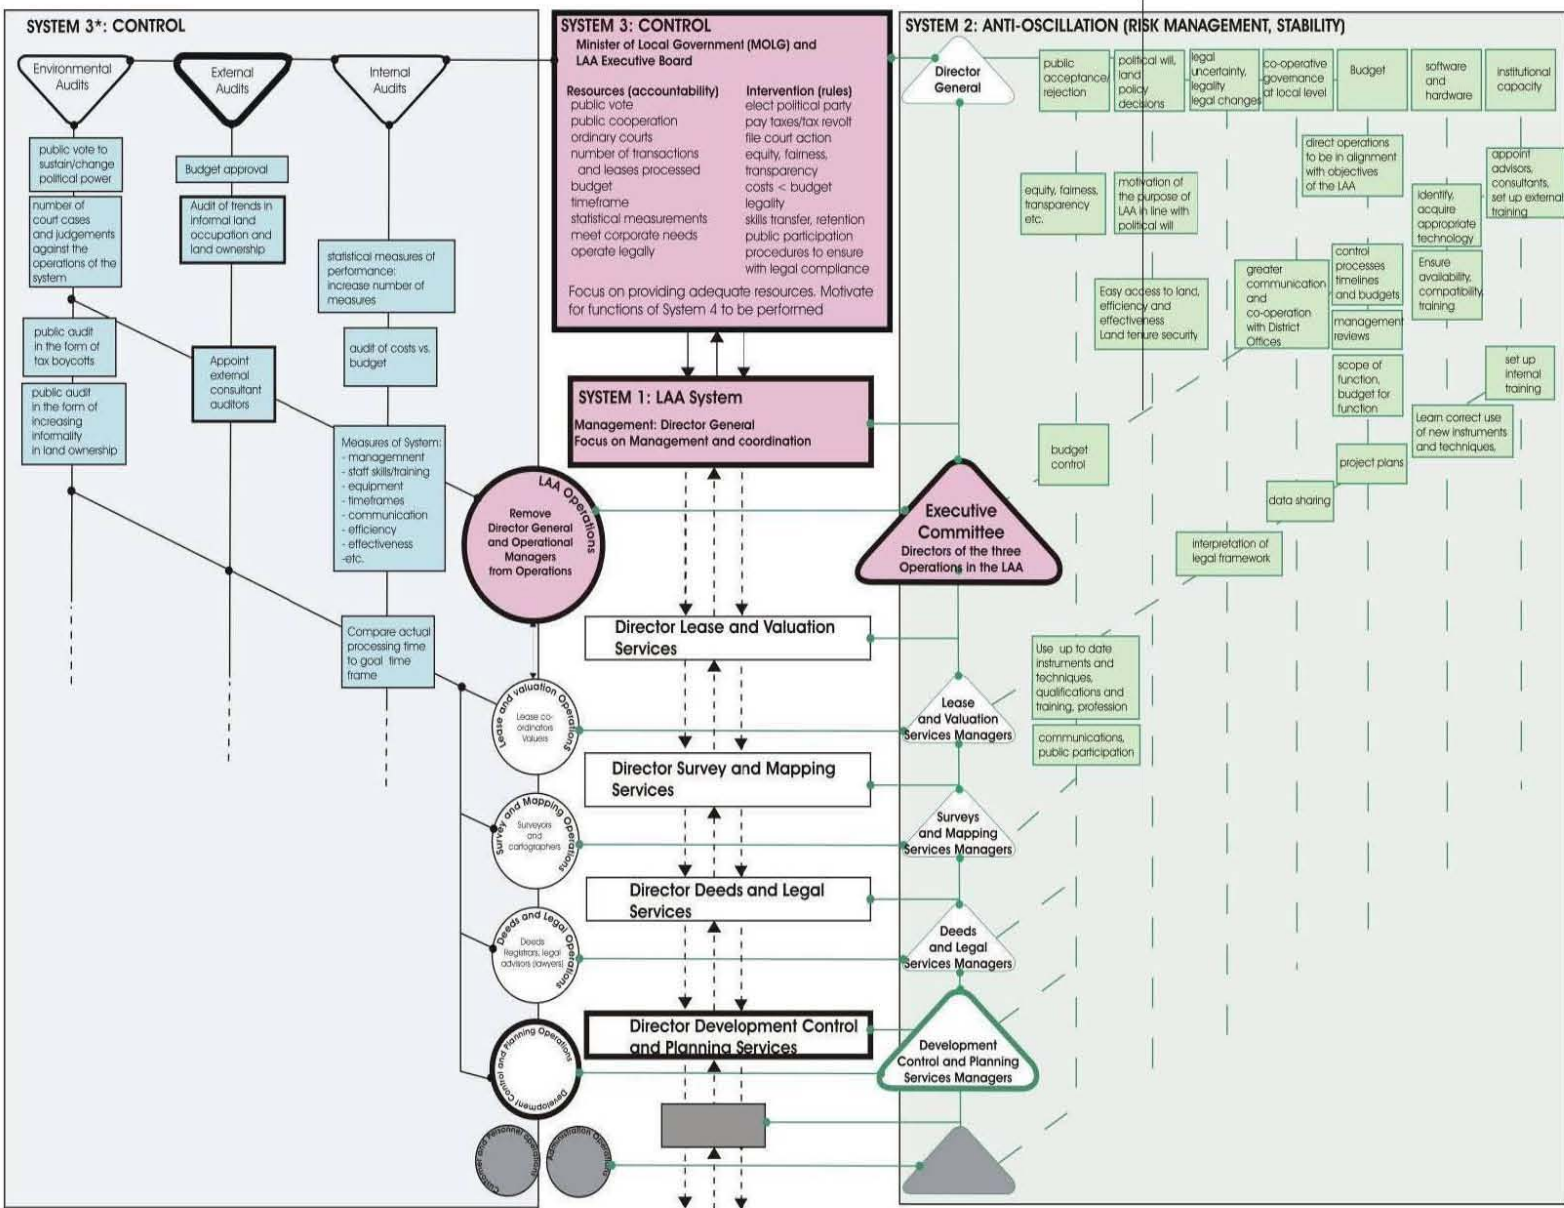 SYSTEM 3*: CONTROL
Environmental
Audits
External
Audits
Internal
Audits
public vote to
sustain/change
political power
number of
court cases
and judgements
against the
operations of the
system
public audit
in the form of
tax boycotts
public audit
in the form of
increasing
informality
in land ownership
Budget approval
Audit of trends in
informal land
occupation and
land ownership
Appoint
external
consultant
auditors
statistical measures of
performance:
increase number of
measures
audit of costs vs.
budget
Measures of System:
- managemnent
- staff skills/training
- equipment
- timeframes
- communication
- efficiency
- effectiveness
-etc.
Compare actual
processing time
to goal time
frame
SYSTEM 3: CONTROL
Minister of Local Government (MOLG) and
LAA Executive Board
Resources (accountability)
public vote
public cooperation
ordinary courts
number of transactions
and leases processed
budget
timeframe
statistical measurements
meet corporate needs
operate legally
Intervention (rules)
elect political party
pay taxes/tax revolt
file court action
equity, fairness,
transparency
costs < budget
legality
skills transfer, retention
public participation
procedures to ensure
with legal compliance
Focus on providing adequate resources. Motivate
for functions of System 4 to be performed
SYSTEM 1: LAA System
Management: Director General
Focus on Management and coordination
LAA Operations
Remove
Director General
and Operational
Managers
from Operations
Director Lease and Valuation
Services
Lease and valuation Operations
Lease co-
ordinators
Valuers
Director Survey and Mapping
Services
Survey and Mapping Operations
Surveyors
and
cartographers
Director Deeds and Legal
Services
Deeds and Legal Operations
Deeds
Registrars, legal
advisors (lawyers)
Director Development Control
and Planning Services
Development Control and Planning Operations
Customer and Personnel operations
Administration Operations
SYSTEM 2: ANTI-OSCILLATION (RISK MANAGEMENT, STABILITY)
Director
General
Executive
Committee
Directors of the three
Operations in the LAA
Lease
and Valuation
Services Managers
Surveys
and Mapping
Services Managers
Deeds
and Legal
Services Managers
Development
Control and Planning
Services Managers
public
acceptance/
rejection
political will,
land
policy
decisions
legal
uncertainty,
legality
legal changes
co-operative
governance
at local level
Budget
software
and
hardware
institutional
capacity
equity, fairness,
transparency
etc.
motivation of
the purpose of
LAA in line with
political will
direct operations
to be in alignment
with objectives
of the LAA
identify,
acquire
appropriate
technology
appoint
advisors,
consultants,
set up external
training
Easy access to land,
efficiency and
effectiveness
Land tenure security
greater
communication
and
co-operation
with District
Offices
control
processes
timelines
and budgets
management
reviews
scope of
function,
budget for
function
Ensure
availability,
compatibility,
training
set up
internal
training
Learn correct use
of new instruments
and techniques,
project plans
data sharing
budget
control
interpretation of
legal framework
Use up to date
instruments and
techniques,
qualifications and
training, profession
communications,
public participation